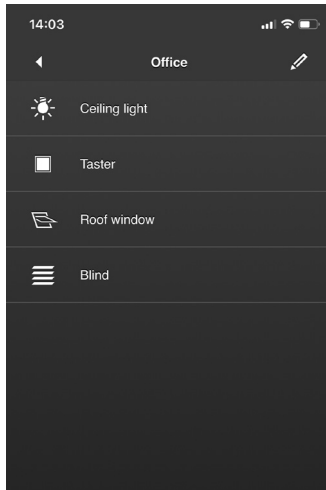 14:03
Office
Ceiling light
Taster
Roof window
Blind